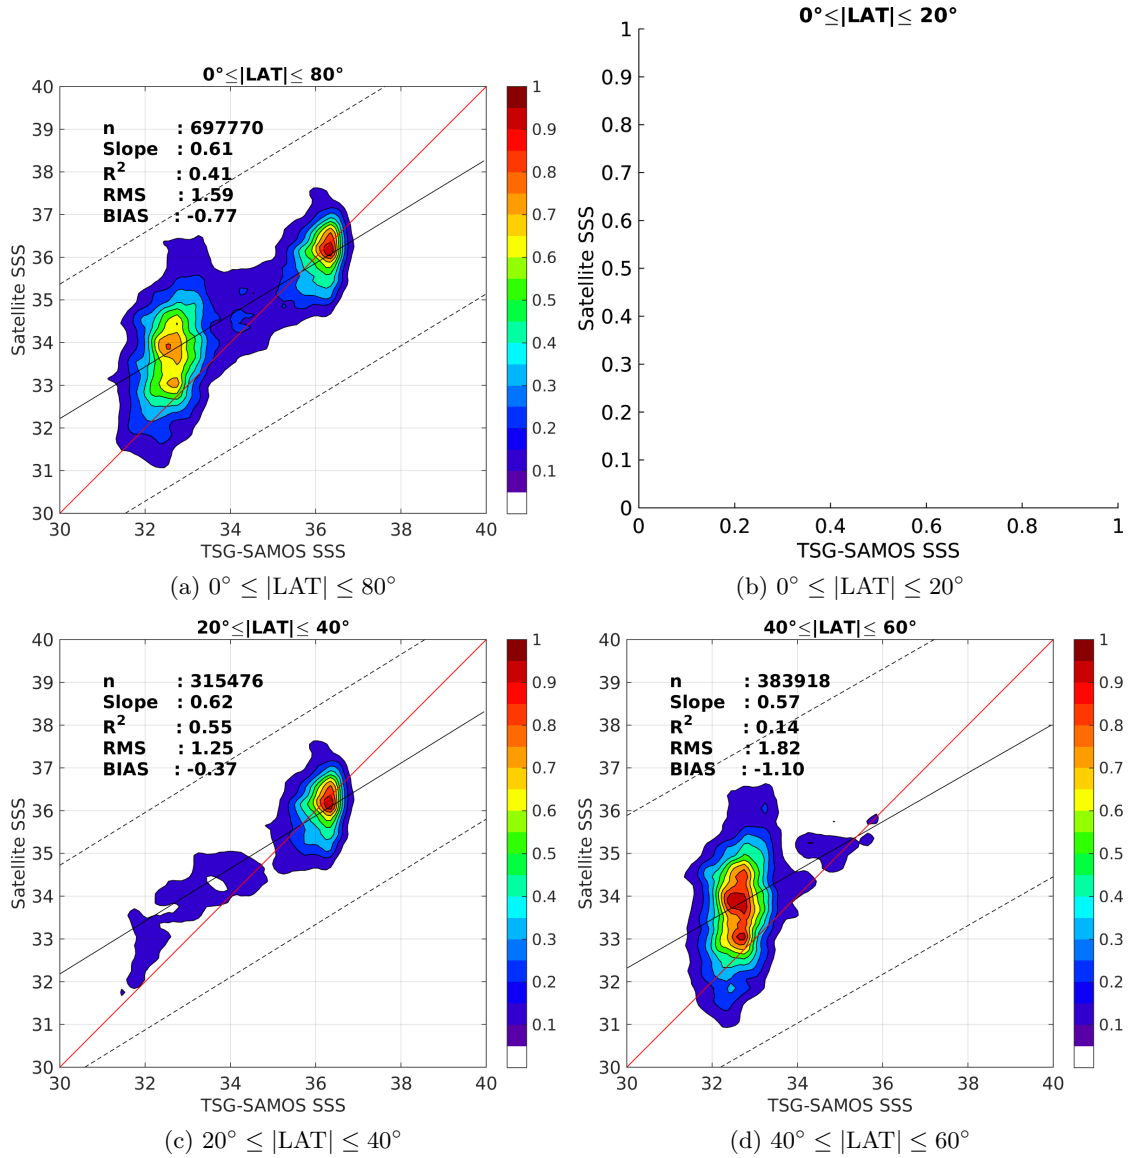 0°≤|LAT|≤ 80°
40
39
38
37
36
35
34
33
32
31
30
30 32 34 36 38 40
Satellite SSS
TSG-SAMOS SSS
n : 697770
Slope : 0.61
R² : 0.41
RMS : 1.59
BIAS : -0.77
1
0.9
0.8
0.7
0.6
0.5
0.4
0.3
0.2
0.1
(a) 0° ≤ |LAT| ≤ 80°
0°≤|LAT|≤ 20°
1
0.9
0.8
0.7
0.6
0.5
0.4
0.3
0.2
0.1
0
0 0.2 0.4 0.6 0.8 1
Satellite SSS
TSG-SAMOS SSS
(b) 0° ≤ |LAT| ≤ 20°
20°≤|LAT|≤ 40°
40
39
38
37
36
35
34
33
32
31
30
30 32 34 36 38 40
Satellite SSS
TSG-SAMOS SSS
n : 315476
Slope : 0.62
R² : 0.55
RMS : 1.25
BIAS : -0.37
1
0.9
0.8
0.7
0.6
0.5
0.4
0.3
0.2
0.1
(c) 20° ≤ |LAT| ≤ 40°
40°≤|LAT|≤ 60°
40
39
38
37
36
35
34
33
32
31
30
30 32 34 36 38 40
Satellite SSS
TSG-SAMOS SSS
n : 383918
Slope : 0.57
R² : 0.14
RMS : 1.82
BIAS : -1.10
1
0.9
0.8
0.7
0.6
0.5
0.4
0.3
0.2
0.1
(d) 40° ≤ |LAT| ≤ 60°